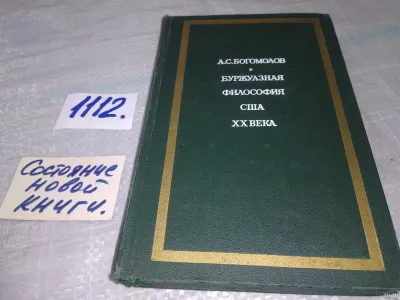 А.С.БОГОМОЛОВ
БУРЖУАЗНАЯ
ФИЛОСОФИЯ
США
XX ВЕКА
1112.
Состояние
новой
книги.